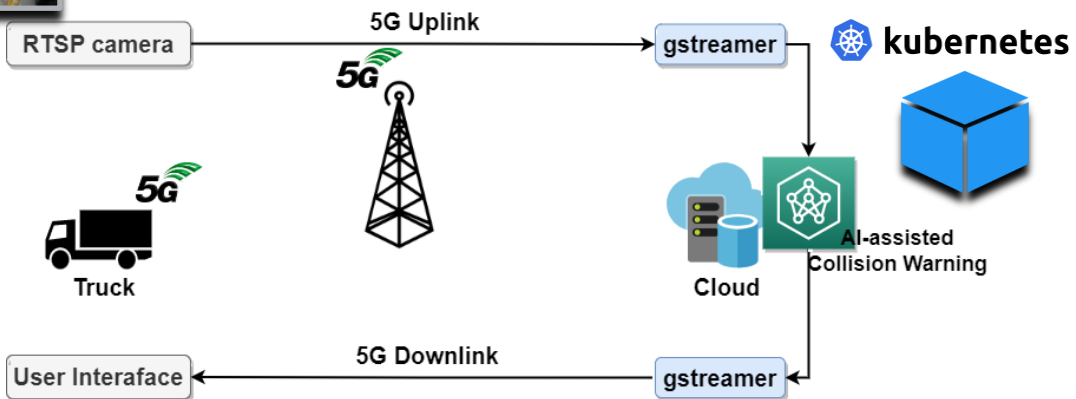 5G Uplink
RTSP camera
gstreamer
kubernetes
5G
5G
AI-assisted
Collision Warning
Truck
Cloud
5G Downlink
User Interaface
gstreamer